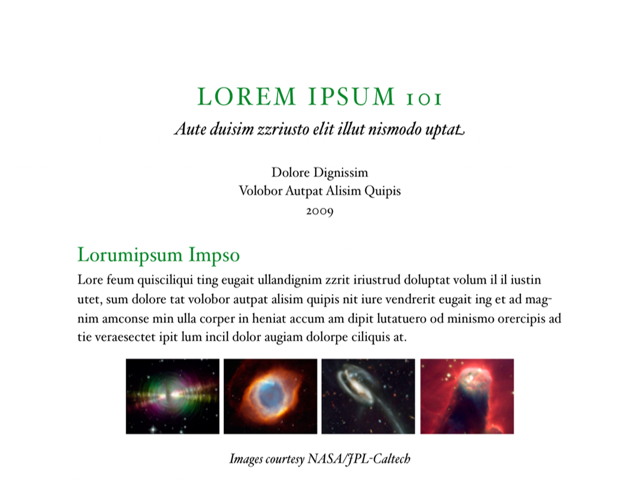 LOREM IPSUM 101
Aute duisim zzriusto elit illut nismodo uptat
Dolore Dignissim
Volobor Autpat Alisim Quipis
2009
Lorumipsum Impso
Lore feum quisciliqui ting eugait ullandignim zzrit iriustrud doluptat volum il il iustin
utet, sum dolore tat volobor autpat alisim quipis nit iure vendrerit eugait ing et ad mag-
nim amconse min ulla corper in heniat accum am dipit lutatuero od minismo orercipis ad
tie veraesectet ipit lum incil dolor augiam dolorpe ciliquis at.
Images courtesy NASA/JPL-Caltech